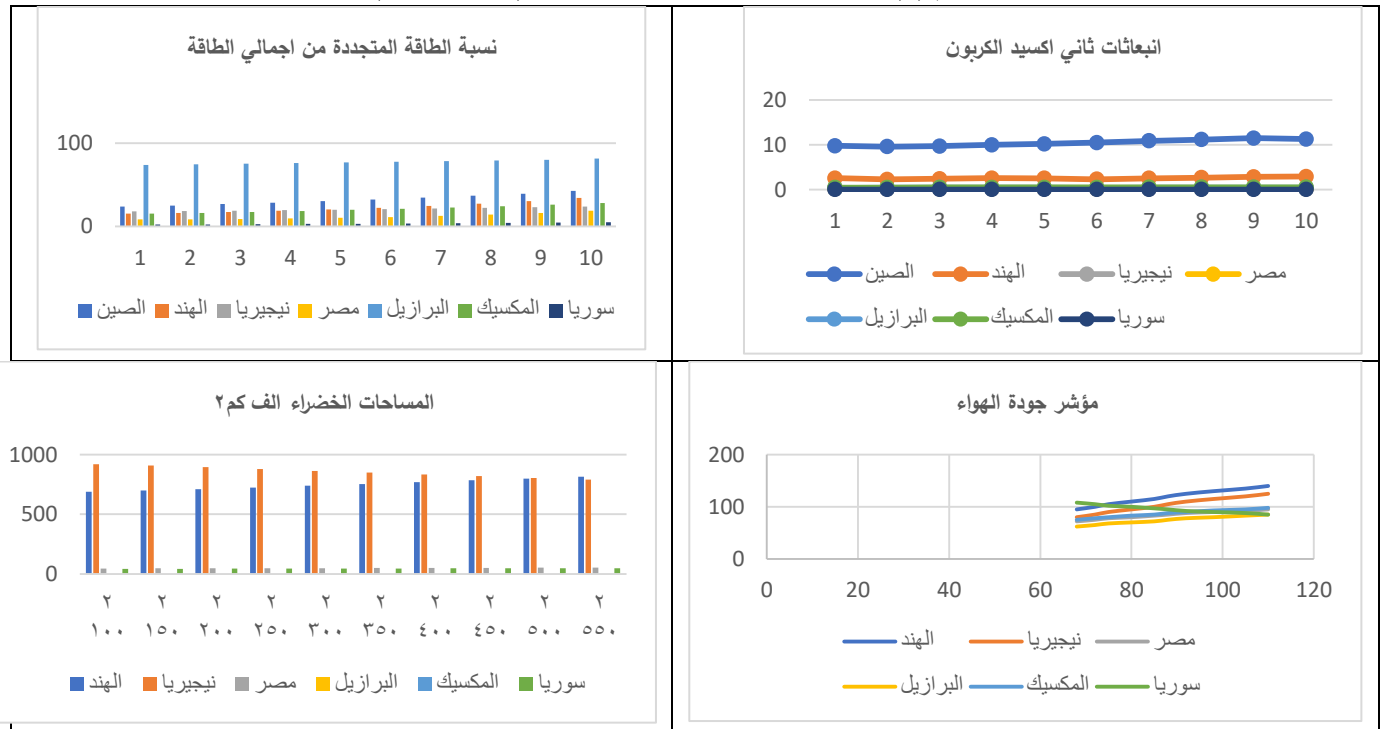 نسبة الطاقة المتجددة من اجمالي الطاقة
100
0
1 2 3 4 5 6 7 8 9 10
الصين الهند نيجيريا مصر البرازيل المكسيك سوريا
انبعاثات ثاني اكسيد الكربون
20
10
0
1 2 3 4 5 6 7 8 9 10
الصين الهند نيجيريا مصر
البرازيل المكسيك سوريا
المساحات الخضراء الف كم٢
1000
500
0
٢ ٢ ٢ ٢ ٢ ٢ ٢ ٢ ٢ ٢
١٠٠ ١٥٠ ٢٠٠ ٢٥٠ ٣٠٠ ٣٥٠ ٤٠٠ ٤٥٠ ٥٠٠ ٥٥٠
الهند نيجيريا مصر البرازيل المكسيك سوريا
مؤشر جودة الهواء
200
100
0
0 20 40 60 80 100 120
الهند نيجيريا مصر
البرازيل المكسيك سوريا